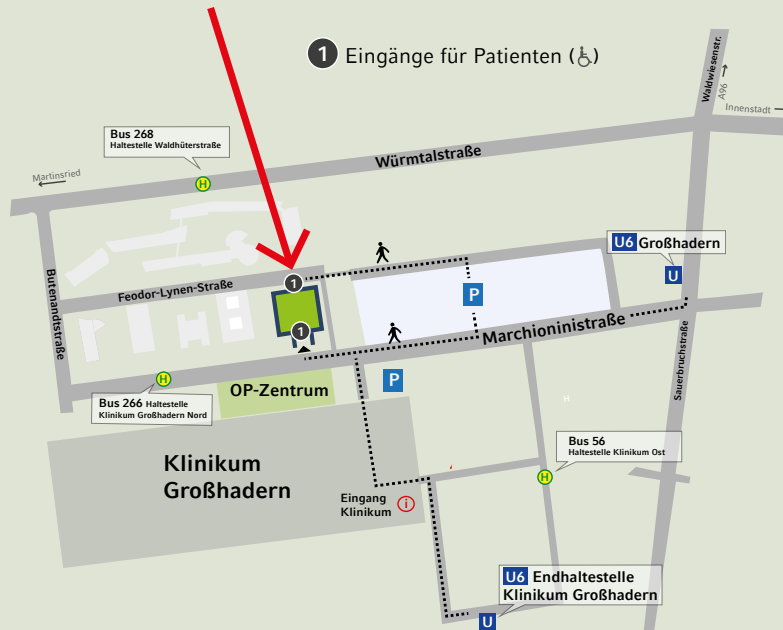 1 Eingänge für Patienten (♿)
Waldwiesenstr.
A96
Innenstadt
Bus 268
Haltestelle Waldhüterstraße
Würmtalstraße
Martinsried
H
U6 Großhadern
U
Butenandtstraße
Feodor-Lynen-Straße
1
P
1
Marchioninistraße
Sauerbruchstraße
H
Bus 266 Haltestelle
Klinikum Großhadern Nord
OP-Zentrum
P
H
Klinikum
Großhadern
Bus 56
Haltestelle Klinikum Ost
H
Eingang
Klinikum
i
U6 Endhaltestelle
Klinikum Großhadern
U